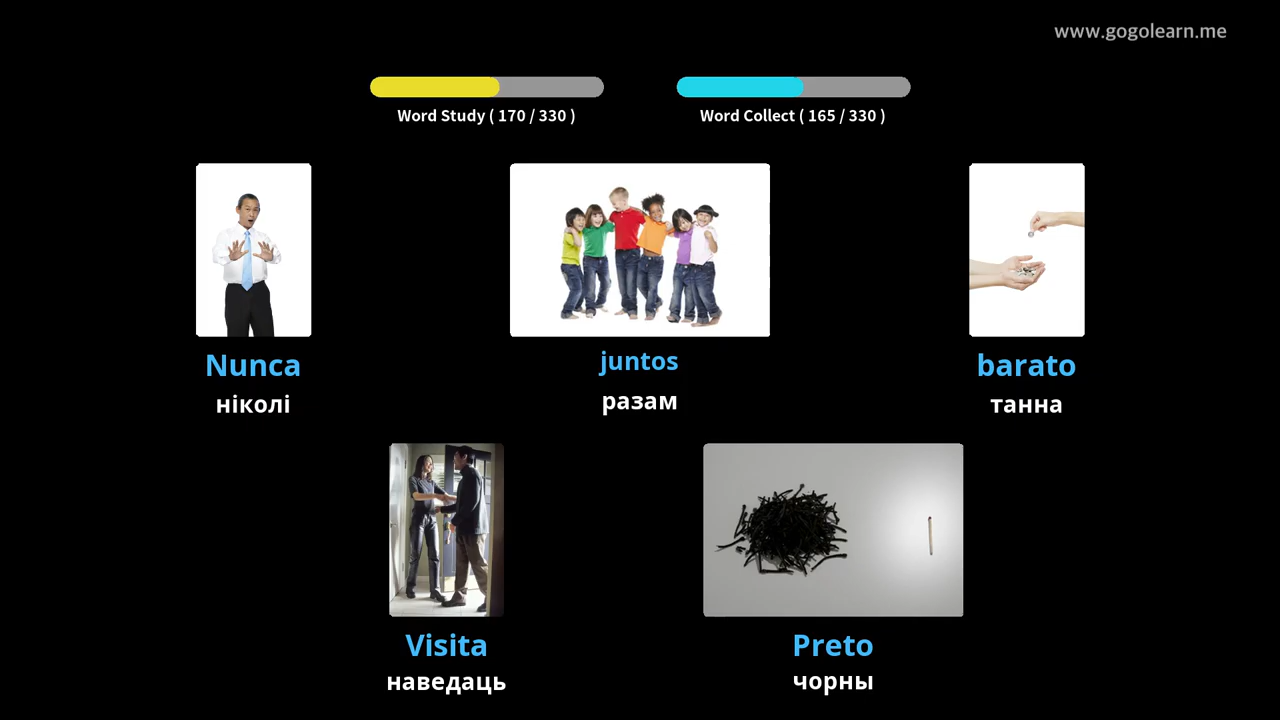 www.gogolearn.me
Word Study ( 170 / 330 )
Word Collect ( 165 / 330 )
Nunca
ніколі
juntos
разам
barato
танна
Visita
наведаць
Preto
чорны